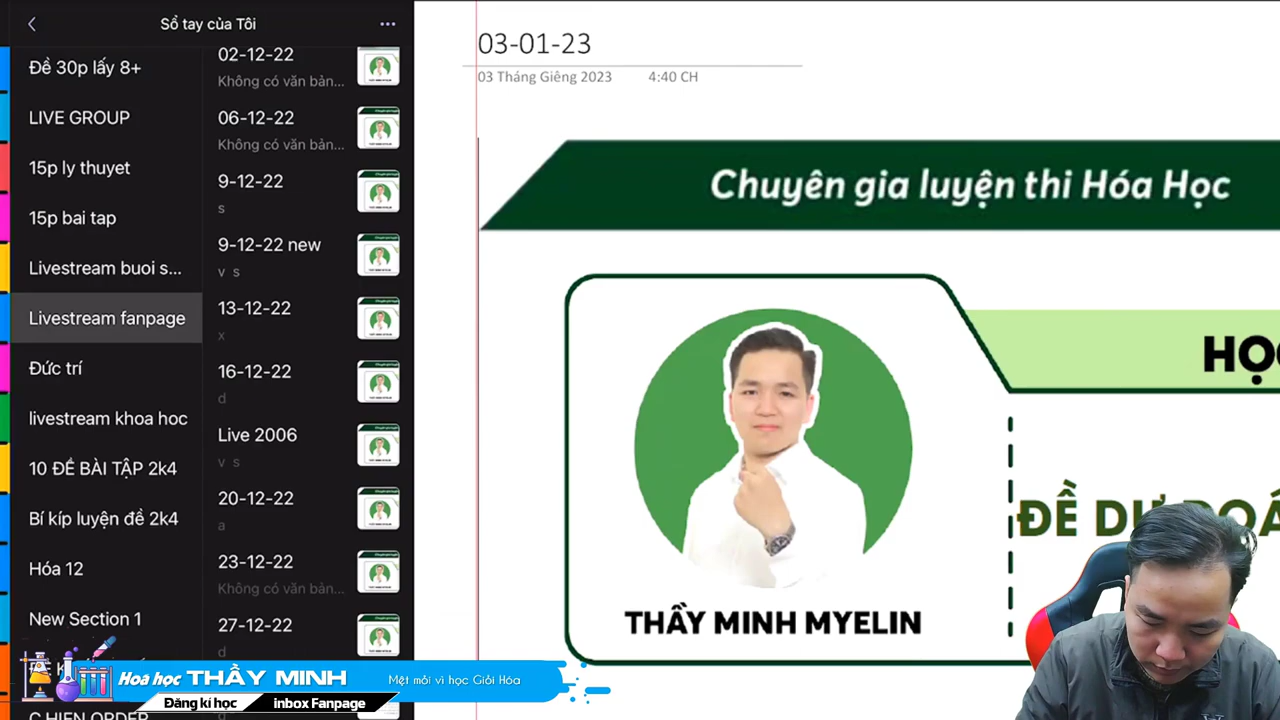 Sổ tay của Tôi
Đề 30p lấy 8+
LIVE GROUP
15p ly thuyet
15p bai tap
Livestream buoi s...
Livestream fanpage
Đức trí
livestream khoa hoc
10 ĐỀ BÀI TẬP 2k4
Bí kíp luyện đề 2k4
Hóa 12
New Section 1
C HIEN ORDER
02-12-22
Không có văn bản...
06-12-22
Không có văn bản...
9-12-22
s
9-12-22 new
v s
13-12-22
x
16-12-22
d
Live 2006
v s
20-12-22
a
23-12-22
Không có văn bản...
27-12-22
d
03-01-23
03 Tháng Giêng 2023 4:40 CH
Chuyên gia luyện thi Hóa Học
HỌC
ĐỀ DỰ ĐOÁ
THẦY MINH MYELIN
Hoá học THẦY MINH
Mệt mỏi vì học Giỏi Hóa
Đăng kí học inbox Fanpage